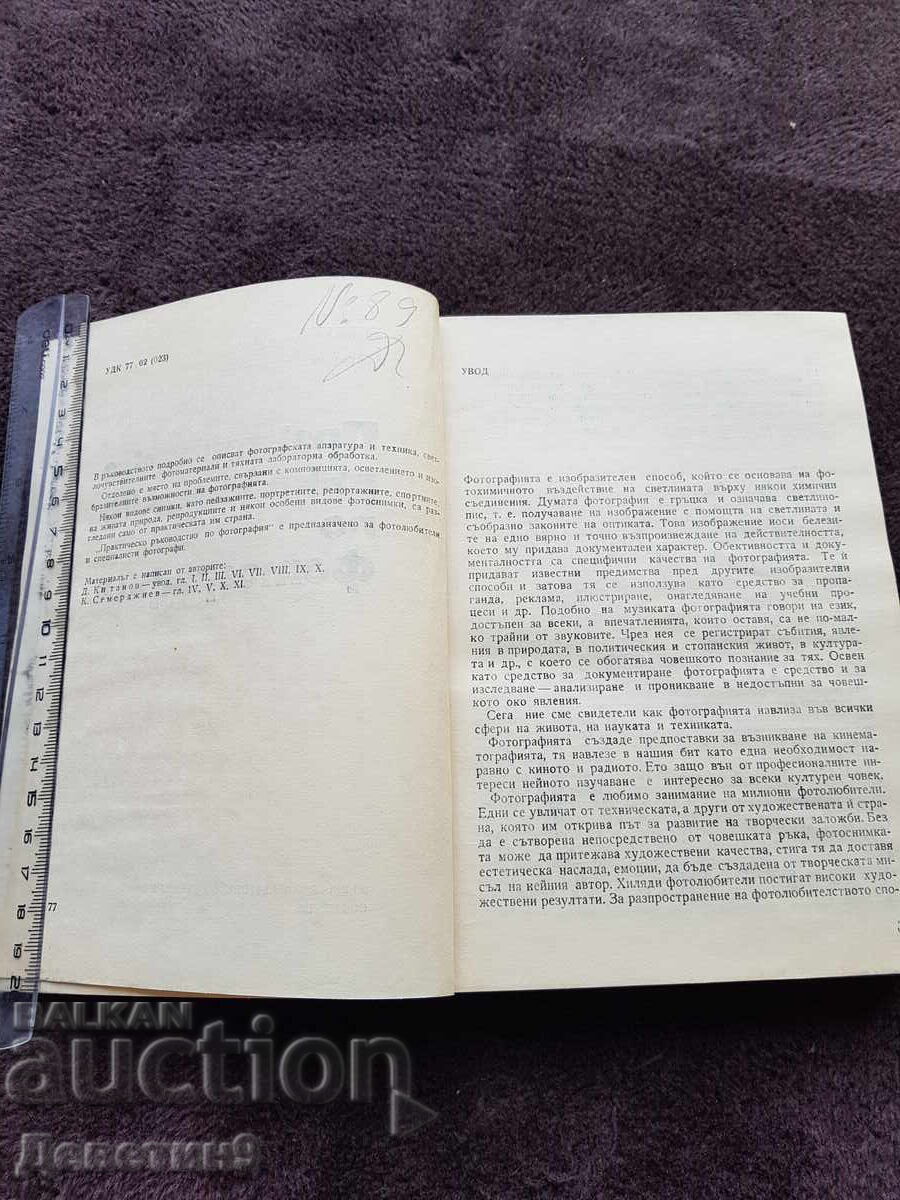 № 89
УДК 77.02 (023)
В ръководството подробно се описват фотографската апаратура и техника, свет-
лочувствителните фотоматериали и тяхната лабораторна обработка.
Отделено е място на проблемите, свързани с композицията, осветлението и изо-
бразителните възможности на фотографията.
Някои видове снимки, като пейзажните, портретните, репортажните, спортните,
на живата природа, репродукциите и някои особени видове фотоснимки, са раз-
гледани само от практическата им страна.
„Практическо ръководство по фотография“ е предназначено за фотолюбители
и специалисти фотографи.
Материалът е написан от авторите:
Д. Китанов—увод, гл. I, II, III, VI, VII, VIII, IX, X.
К. Семерджиев—гл. IV, V, X, XI.
77
УВОД
Фотографията е изобразителен способ, който се основава на фо-
тохимичното въздействие на светлината върху някои химични
съединения. Думата фотография е гръцка и означава светлино-
пис, т. е. получаване на изображение с помощта на светлината и
съобразно законите на оптиката. Това изображение носи белезите
на едно вярно и точно възпроизвеждане на действителността,
което му придава документален характер. Обективността и доку-
менталността са специфични качества на фотографията. Те ѝ
придават известни предимства пред другите изобразителни
способи и затова тя се използува като средство за пропа-
ганда, реклама, илюстриране, онагледяване на учебни про-
цеси и др. Подобно на музиката фотографията говори на език,
достъпен за всеки, а впечатленията, които оставя, са не по-мал-
ко трайни от звуковите. Чрез нея се регистрират събития, явле-
ния в природата, в политическия и стопанския живот, в култура-
та и др., с което се обогатява човешкото познание за тях. Освен
като средство за документиране фотографията е средство и за
изследване — анализиране и проникване в недостъпни за човеш-
кото око явления.
Сега ние сме свидетели как фотографията навлиза във всички
сфери на живота, на науката и техниката.
Фотографията създаде предпоставки за възникване на кинема-
тографията, тя навлезе в нашия бит като една необходимост на-
равно с киното и радиото. Ето защо вън от професионалните ин-
тереси нейното изучаване е интересно за всеки културен човек.
Фотографията е любимо занимание на милиони фотолюбители.
Едни се увличат от техническата, а други от художествената ѝ стра-
на, която им открива път за развитие на творчески заложби. Без
да е сътворена непосредствено от човешката ръка, фотоснимка-
та може да притежава художествени качества, стига тя да доставя
естетическа наслада, емоции, да бъде създадена от творческата ми-
съл на нейния автор. Хиляди фотолюбители постигат високи худо-
жествени резултати. За разпространение на фотолюбителството спо-
BALKAN
auction
Деветин9